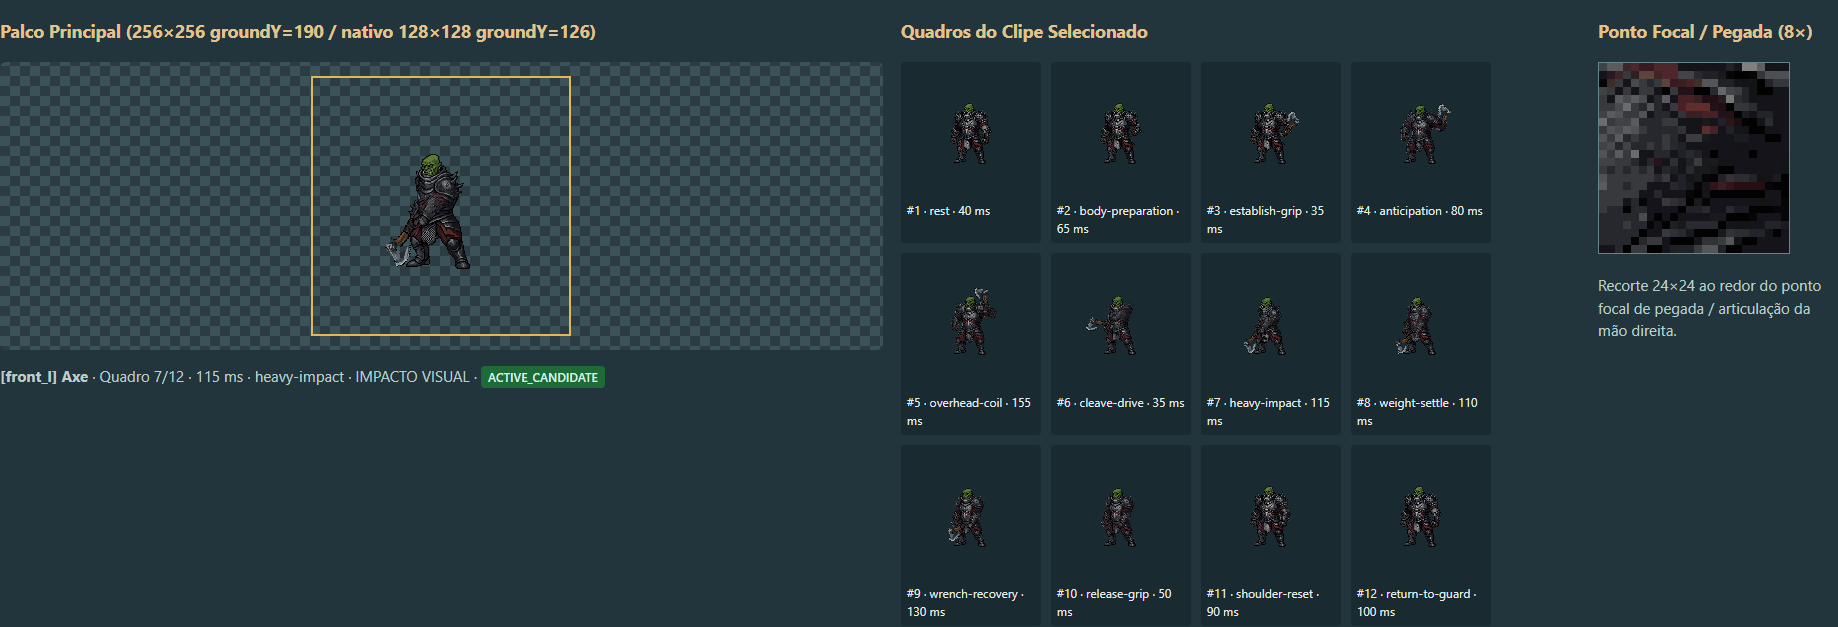 Palco Principal (256×256 groundY=190 / nativo 128×128 groundY=126)
[front_l] Axe · Quadro 7/12 · 115 ms · heavy-impact · IMPACTO VISUAL · ACTIVE_CANDIDATE
Quadros do Clipe Selecionado
#1 · rest · 40 ms
#2 · body-preparation ·
65 ms
#3 · establish-grip · 35
ms
#4 · anticipation · 80 ms
#5 · overhead-coil · 155
ms
#6 · cleave-drive · 35 ms
#7 · heavy-impact · 115
ms
#8 · weight-settle · 110
ms
#9 · wrench-recovery ·
130 ms
#10 · release-grip · 50
ms
#11 · shoulder-reset ·
90 ms
#12 · return-to-guard ·
100 ms
Ponto Focal / Pegada (8×)
Recorte 24×24 ao redor do ponto
focal de pegada / articulação da
mão direita.